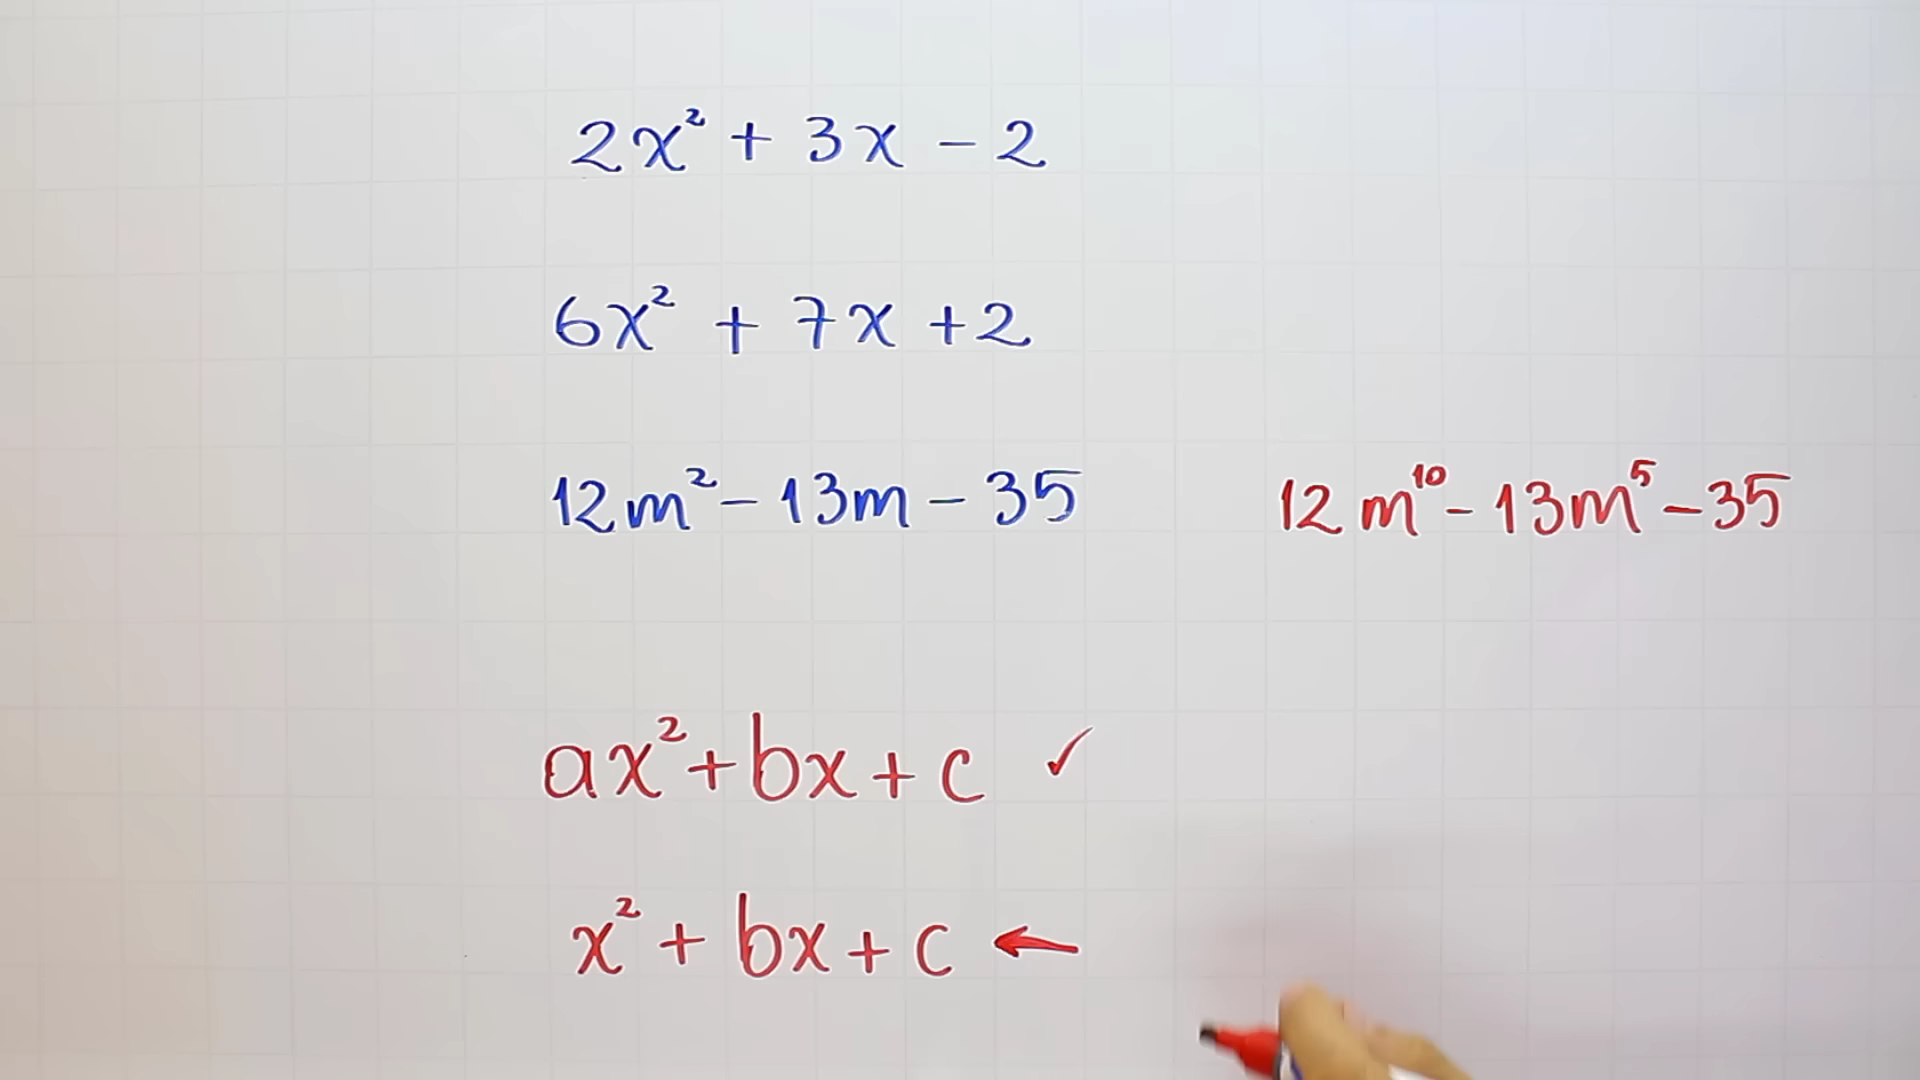 2x² + 3x - 2
6x² + 7x + 2
12m² - 13m - 35
12m¹⁰ - 13m⁵ - 35
ax² + bx + c ✓
x² + bx + c ←